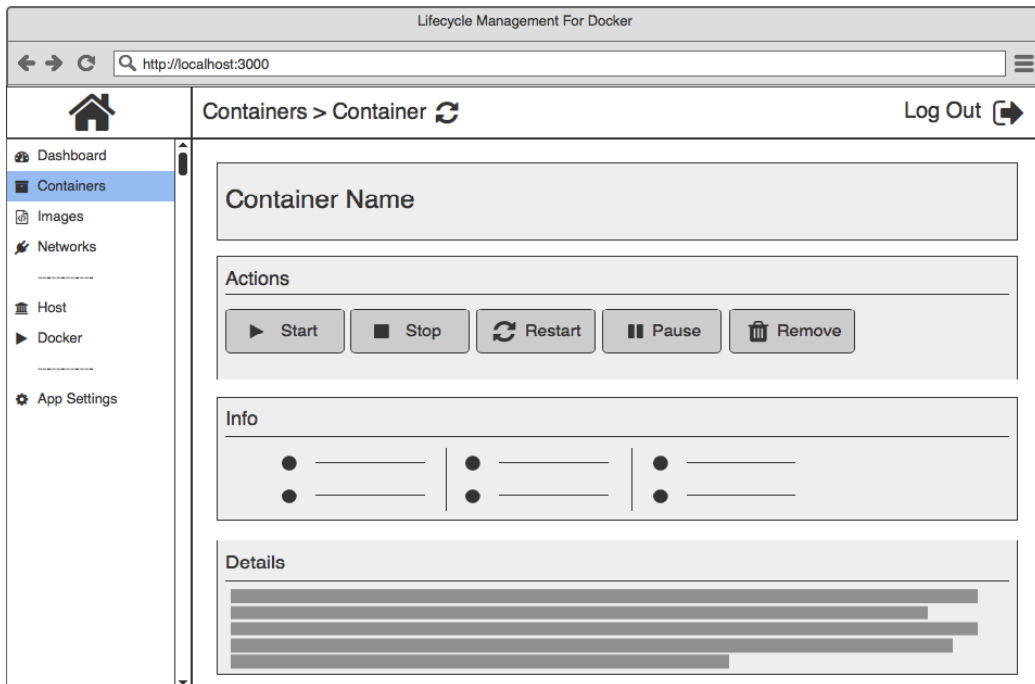 Lifecycle Management For Docker
http://localhost:3000
Containers > Container
Log Out
Dashboard
Containers
Images
Networks
------------
Host
Docker
------------
App Settings
Container Name
Actions
Start
Stop
Restart
Pause
Remove
Info
Details